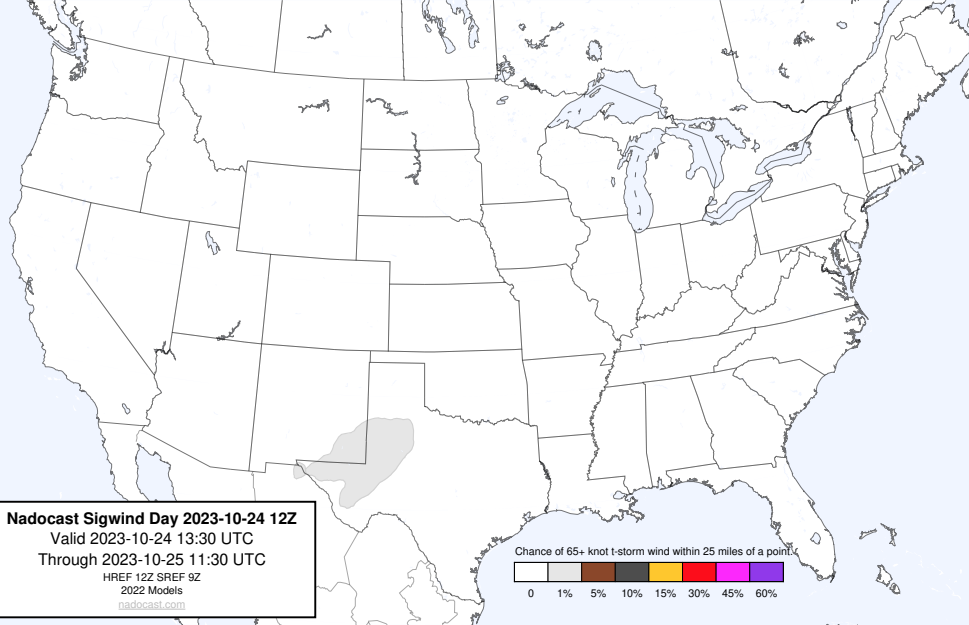 Nadocast Sigwind Day 2023-10-24 12Z
Valid 2023-10-24 13:30 UTC
Through 2023-10-25 11:30 UTC
HREF 12Z SREF 9Z
2022 Models
nadocast.com
Chance of 65+ knot t-storm wind within 25 miles of a point.
0 1% 5% 10% 15% 30% 45% 60%